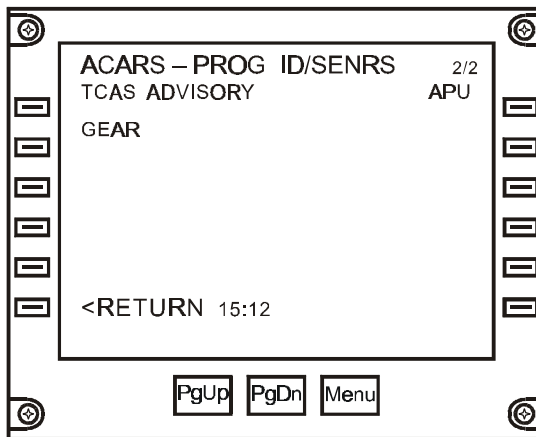 ACARS – PROG ID/SENRS 2/2
TCAS ADVISORY APU
GEAR
<RETURN 15:12
PgUp PgDn Menu